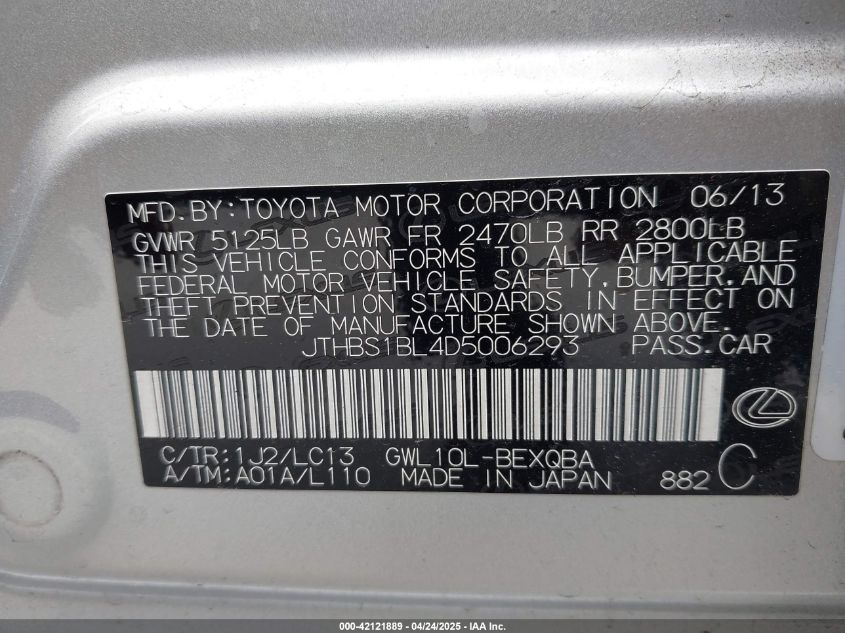 MFD.BY:TOYOTA MOTOR CORPORATION 06/13
GVWR 5125LB GAWR FR 2470LB RR 2800LB
THIS VEHICLE CONFORMS TO ALL APPLICABLE
FEDERAL MOTOR VEHICLE SAFETY,BUMPER,AND
THEFT PREVENTION STANDARDS IN EFFECT ON
THE DATE OF MANUFACTURE SHOWN ABOVE.
JTHBS1BL4D5006293 PASS.CAR
C/TR:1J2/LC13 GWL10L-BEXQBA
A/TM:A01A/L110 MADE IN JAPAN 882 C
000-42121889 - 04/24/2025 - IAA Inc.